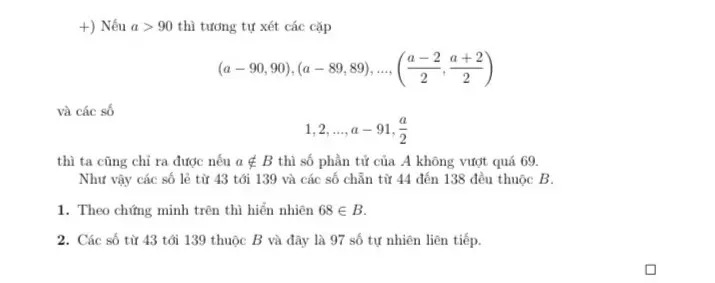 +) Nếu a > 90 thì tương tự xét các cặp
(a − 90, 90), (a − 89, 89), ..., (\frac{a − 2}{2}, \frac{a + 2}{2})
và các số
1, 2, ..., a − 91, \frac{a}{2}
thì ta cũng chỉ ra được nếu a ∉ B thì số phần tử của A không vượt quá 69.
Như vậy các số lẻ từ 43 tới 139 và các số chẵn từ 44 đến 138 đều thuộc B.
1. Theo chứng minh trên thì hiển nhiên 68 ∈ B.
2. Các số từ 43 tới 139 thuộc B và đây là 97 số tự nhiên liên tiếp.
□